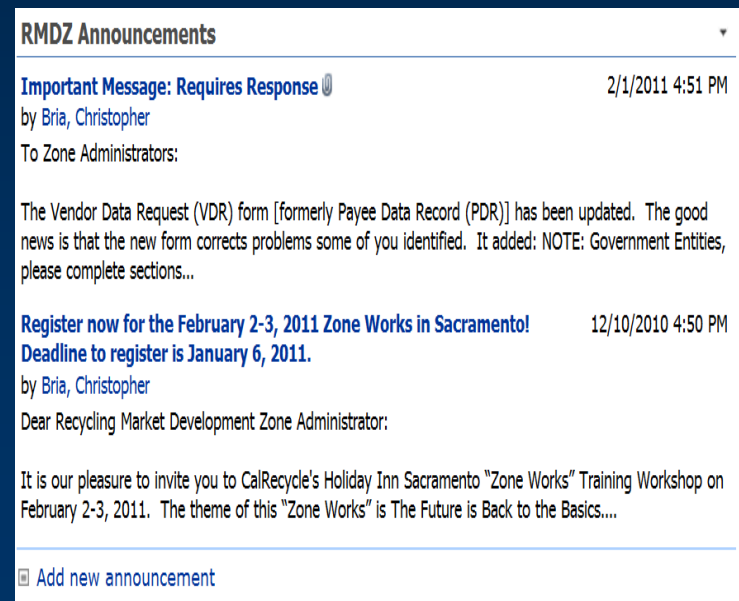 RMDZ Announcements
Important Message: Requires Response 2/1/2011 4:51 PM
by Bria, Christopher
To Zone Administrators:
The Vendor Data Request (VDR) form [formerly Payee Data Record (PDR)] has been updated.  The good
news is that the new form corrects problems some of you identified.  It added: NOTE: Government Entities,
please complete sections...
Register now for the February 2-3, 2011 Zone Works in Sacramento! 12/10/2010 4:50 PM
Deadline to register is January 6, 2011.
by Bria, Christopher
Dear Recycling Market Development Zone Administrator:
It is our pleasure to invite you to CalRecycle's Holiday Inn Sacramento “Zone Works” Training Workshop on
February 2-3, 2011.  The theme of this “Zone Works” is The Future is Back to the Basics....
Add new announcement